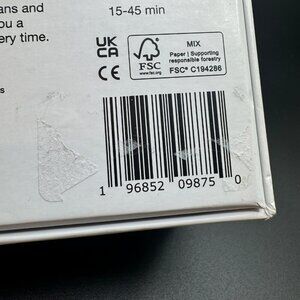 ans and
u a
ery time.
s
15-45 min
UK
CA
CE
FSC
www.fsc.org
MIX
Paper | Supporting
responsible forestry
FSC® C194286
1 96852 09875 0